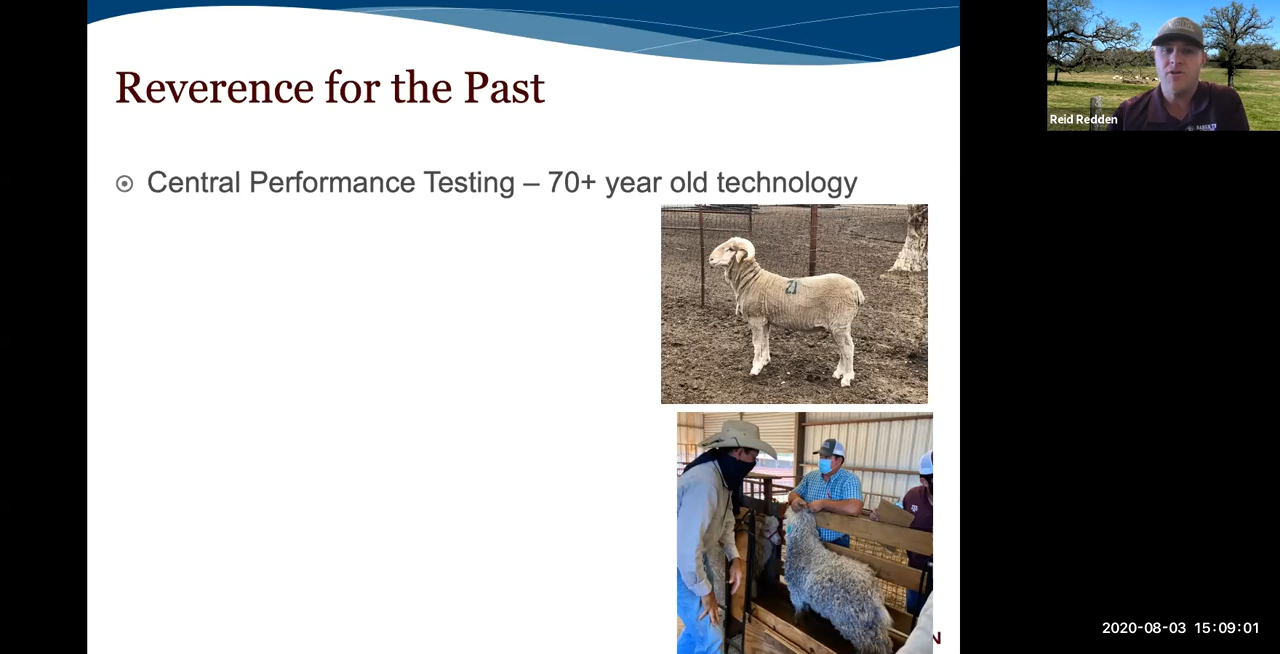 Reverence for the Past
Central Performance Testing – 70+ year old technology
Reid Redden
2020-08-03 15:09:01